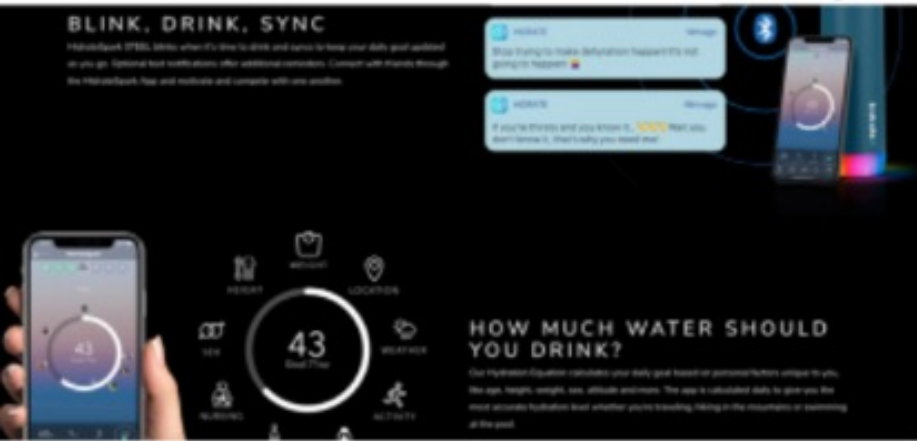 BLINK, DRINK, SYNC
HidrateSpark STEEL blinks when it's time to drink and syncs to keep your daily goal updated
as you go. Optional bot notifications offer additional reminders. Connect with friends through
the HidrateSpark App and motivate and compete with one another.
HIDRATE
Stop trying to make dehydration happen! It's not
going to happen
HIDRATE
If you're thirsty and you know it, 👏👏👏 Wait you
don't know it, that's why you need me!
WEIGHT
HEIGHT
LOCATION
43
43
SEX
WEATHER
NURSING
ACTIVITY
HOW MUCH WATER SHOULD
YOU DRINK?
Our Hydration Equation calculates your daily goal based on personal factors unique to you,
like age, height, weight, sex, altitude and more. The app is calculated daily to give you the
most accurate hydration level whether you're traveling, hiking in the mountains or swimming
at the pool.